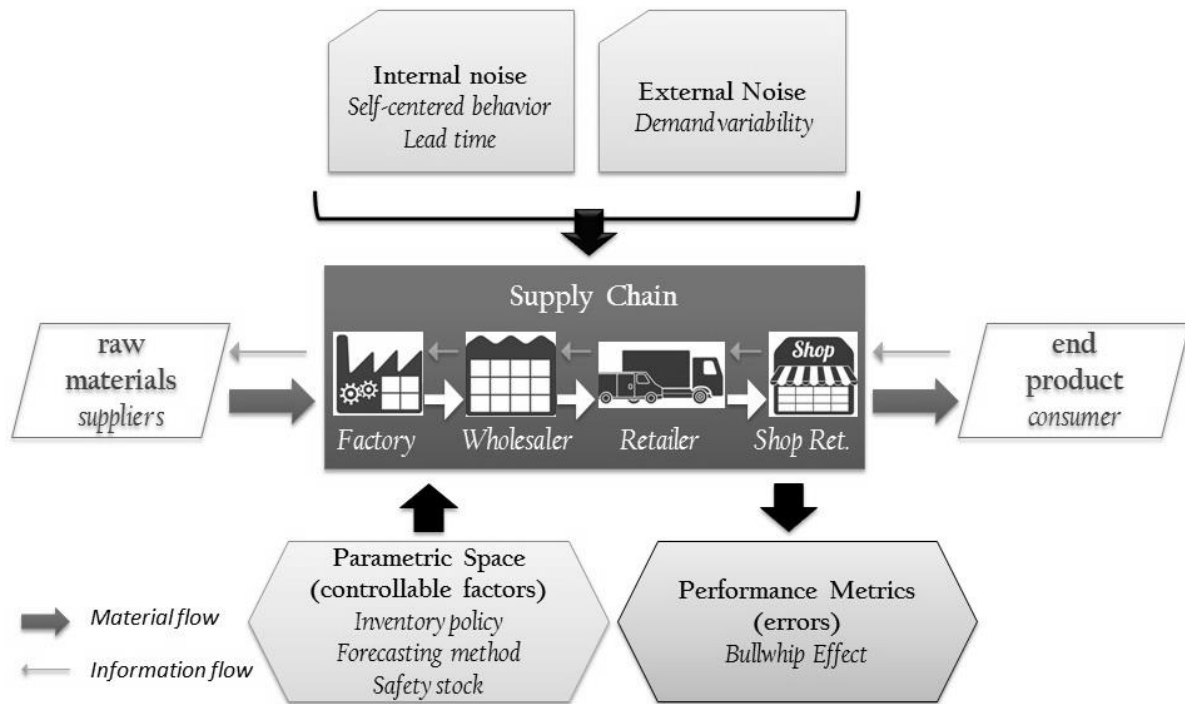 Internal noise
Self-centered behavior
Lead time
External Noise
Demand variability
Supply Chain
raw
materials
suppliers
Shop
end
product
consumer
Factory
Wholesaler
Retailer
Shop Ret.
Parametric Space
(controllable factors)
Inventory policy
Forecasting method
Safety stock
Performance Metrics
(errors)
Bullwhip Effect
Material flow
Information flow